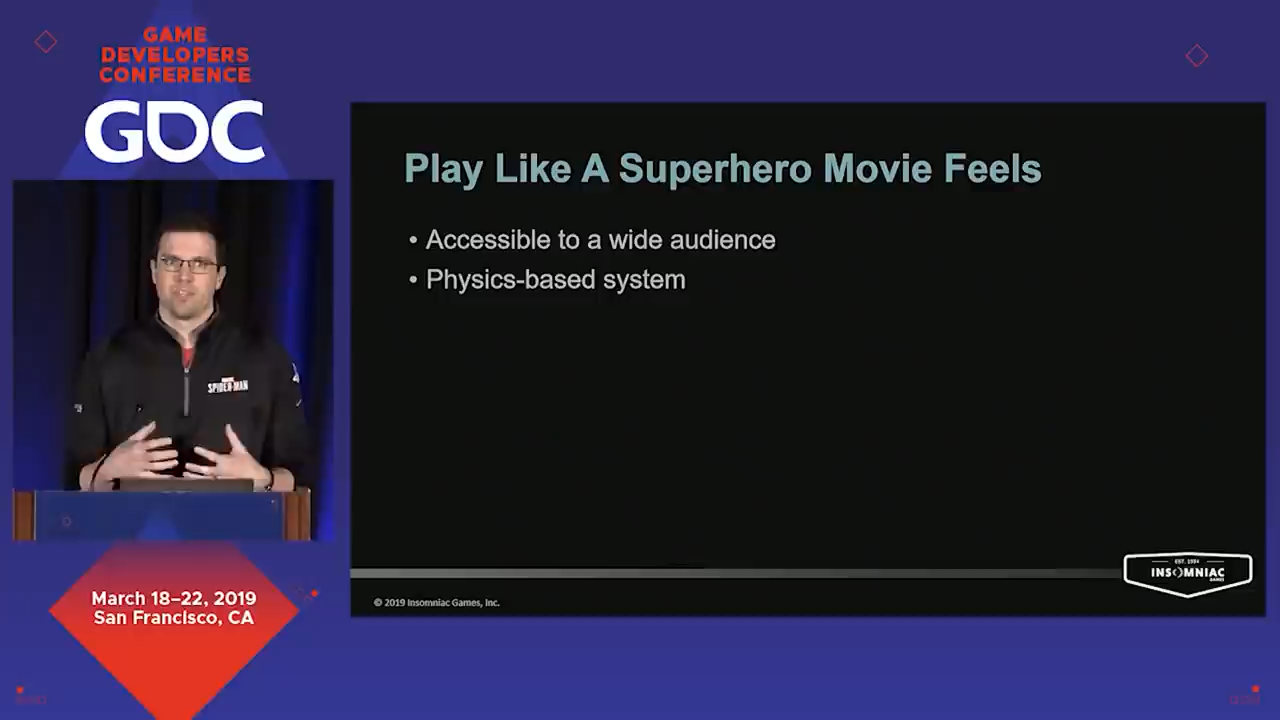 GAME
DEVELOPERS
CONFERENCE
GDC
Play Like A Superhero Movie Feels
• Accessible to a wide audience
• Physics-based system
MARVEL
SPIDER-MAN
March 18–22, 2019
San Francisco, CA
EST. 1994
INSOMNIAC
GAMES
© 2019 Insomniac Games, Inc.